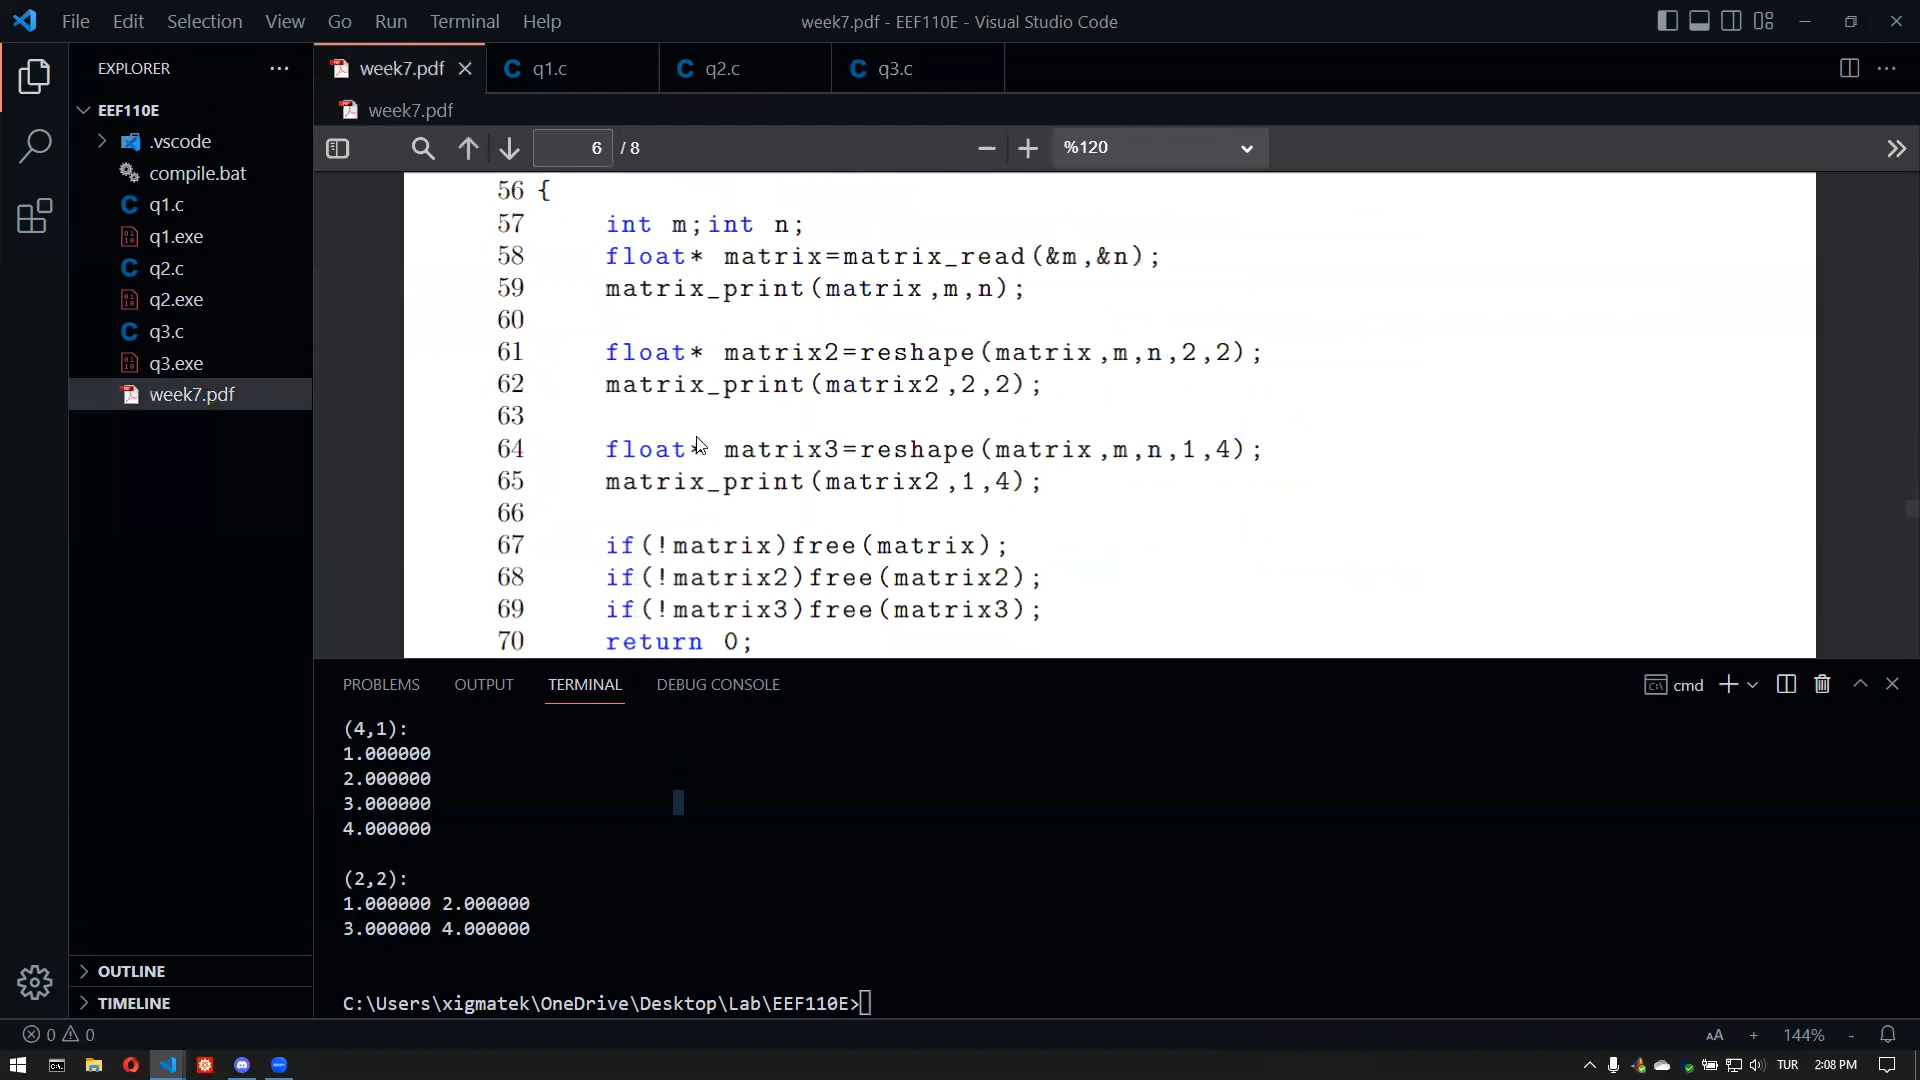 File Edit Selection View Go Run Terminal Help
week7.pdf - EEF110E - Visual Studio Code
EXPLORER
week7.pdf
q1.c
q2.c
q3.c
EEF110E
week7.pdf
.vscode
compile.bat
q1.c
q1.exe
q2.c
q2.exe
q3.c
q3.exe
week7.pdf
6 / 8
%120
56 {
57 int m;int n;
58 float* matrix=matrix_read(&m,&n);
59 matrix_print(matrix,m,n);
60
61 float* matrix2=reshape(matrix,m,n,2,2);
62 matrix_print(matrix2,2,2);
63
64 float* matrix3=reshape(matrix,m,n,1,4);
65 matrix_print(matrix2,1,4);
66
67 if(!matrix)free(matrix);
68 if(!matrix2)free(matrix2);
69 if(!matrix3)free(matrix3);
70 return 0;
PROBLEMS OUTPUT TERMINAL DEBUG CONSOLE
cmd
(4,1):
1.000000
2.000000
3.000000
4.000000
(2,2):
1.000000 2.000000
3.000000 4.000000
C:\Users\xigmatek\OneDrive\Desktop\Lab\EEF110E>
OUTLINE
TIMELINE
0 0
AA + 144% -
TUR 2:08 PM